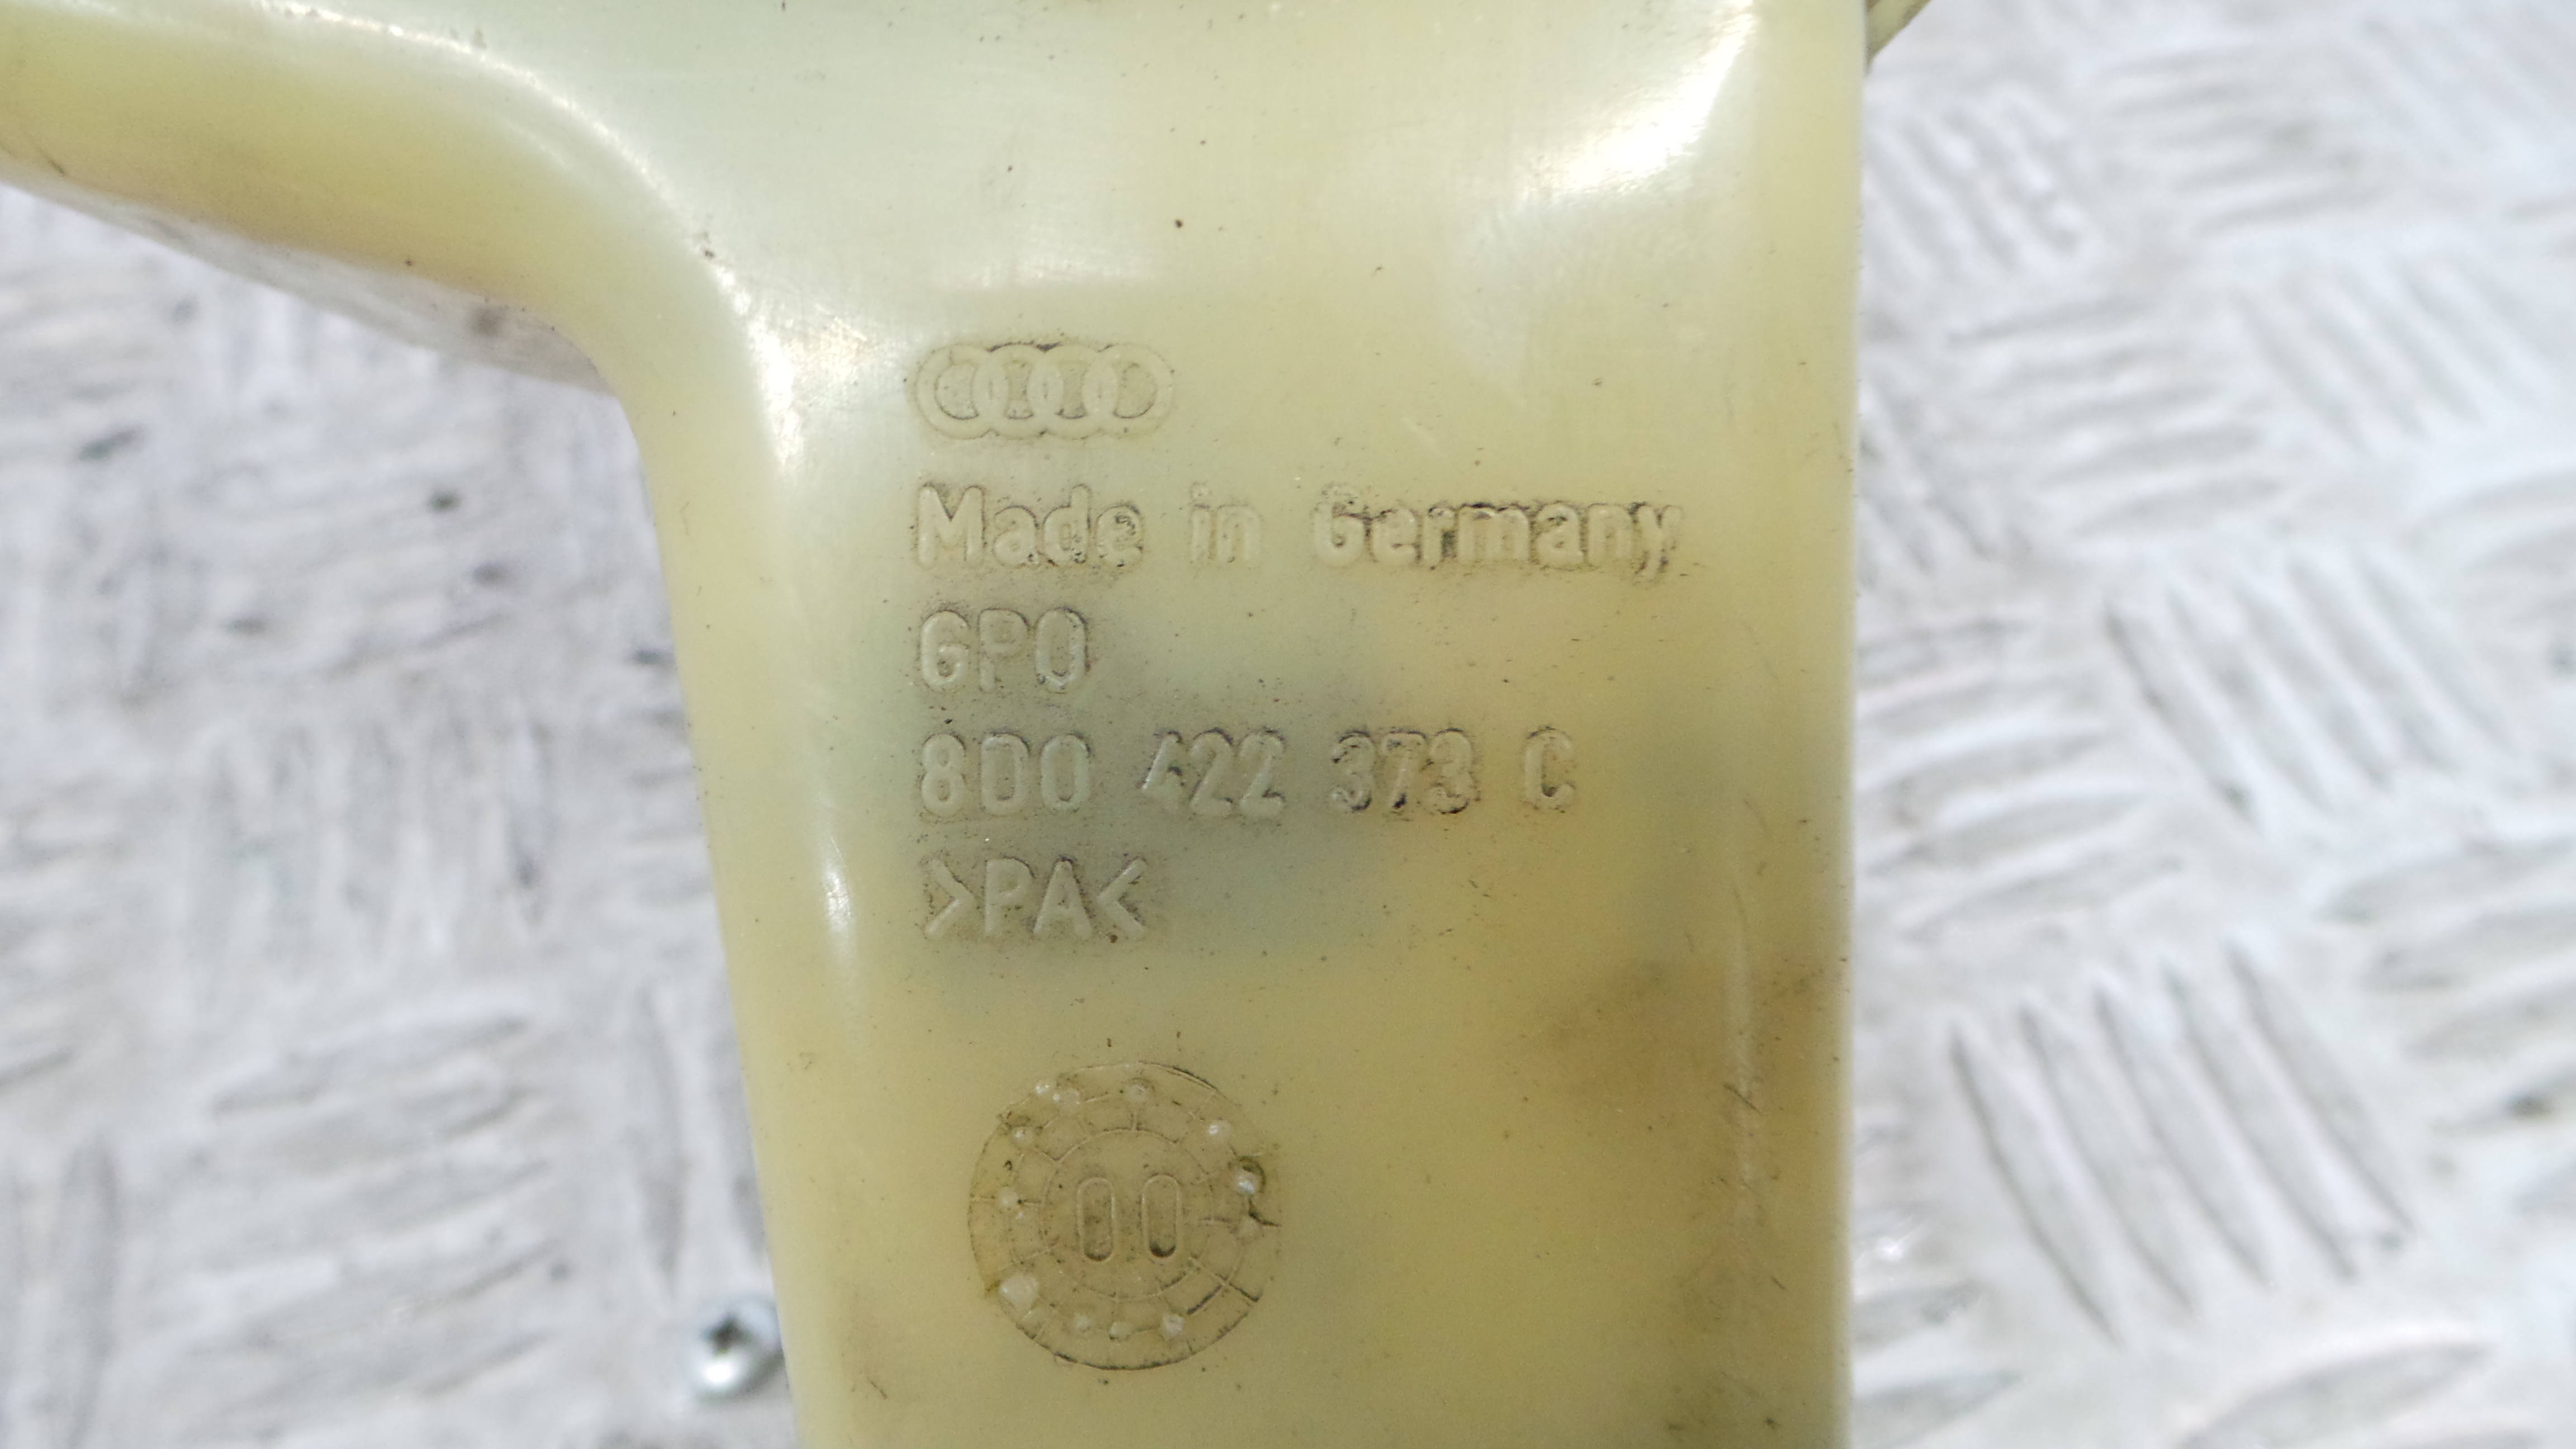 Made in Germany
GPO
8D0 422 373 C
>PA<
00